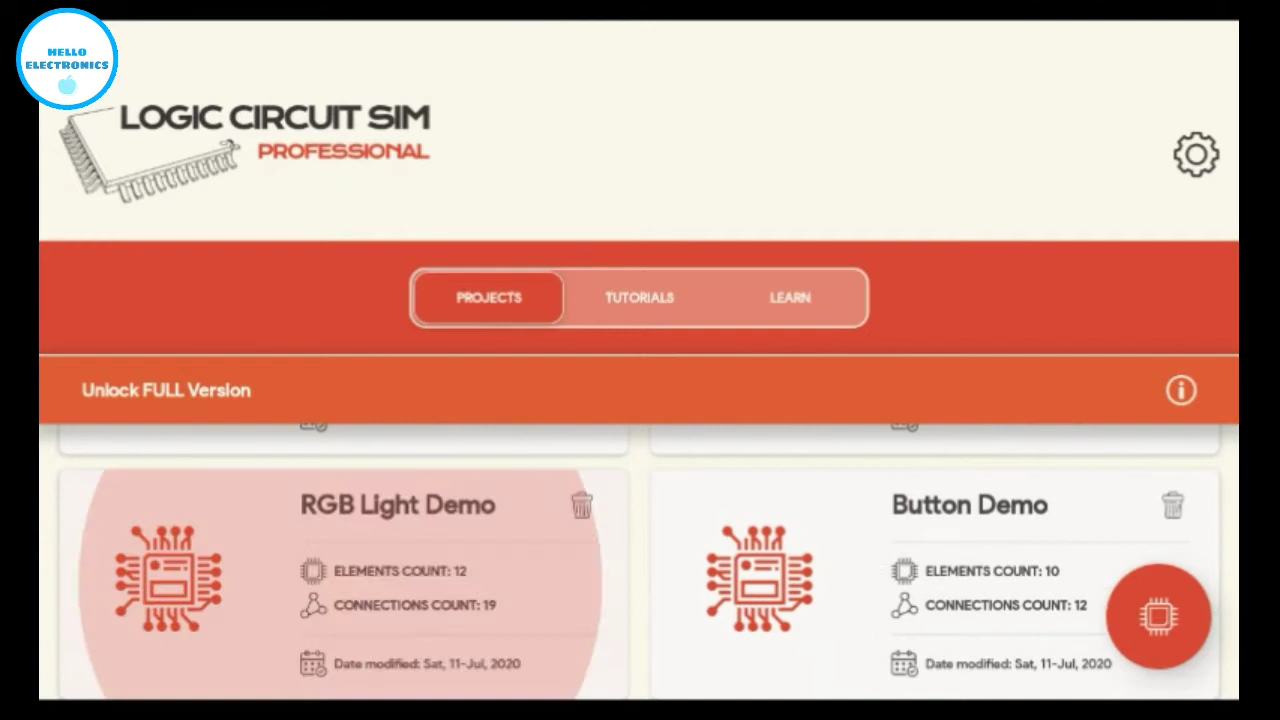 HELLO
ELECTRONICS
LOGIC CIRCUIT SIM
PROFESSIONAL
PROJECTS
TUTORIALS
LEARN
Unlock FULL Version
RGB Light Demo
ELEMENTS COUNT: 12
CONNECTIONS COUNT: 19
Date modified: Sat, 11-Jul, 2020
Button Demo
ELEMENTS COUNT: 10
CONNECTIONS COUNT: 12
Date modified: Sat, 11-Jul, 2020